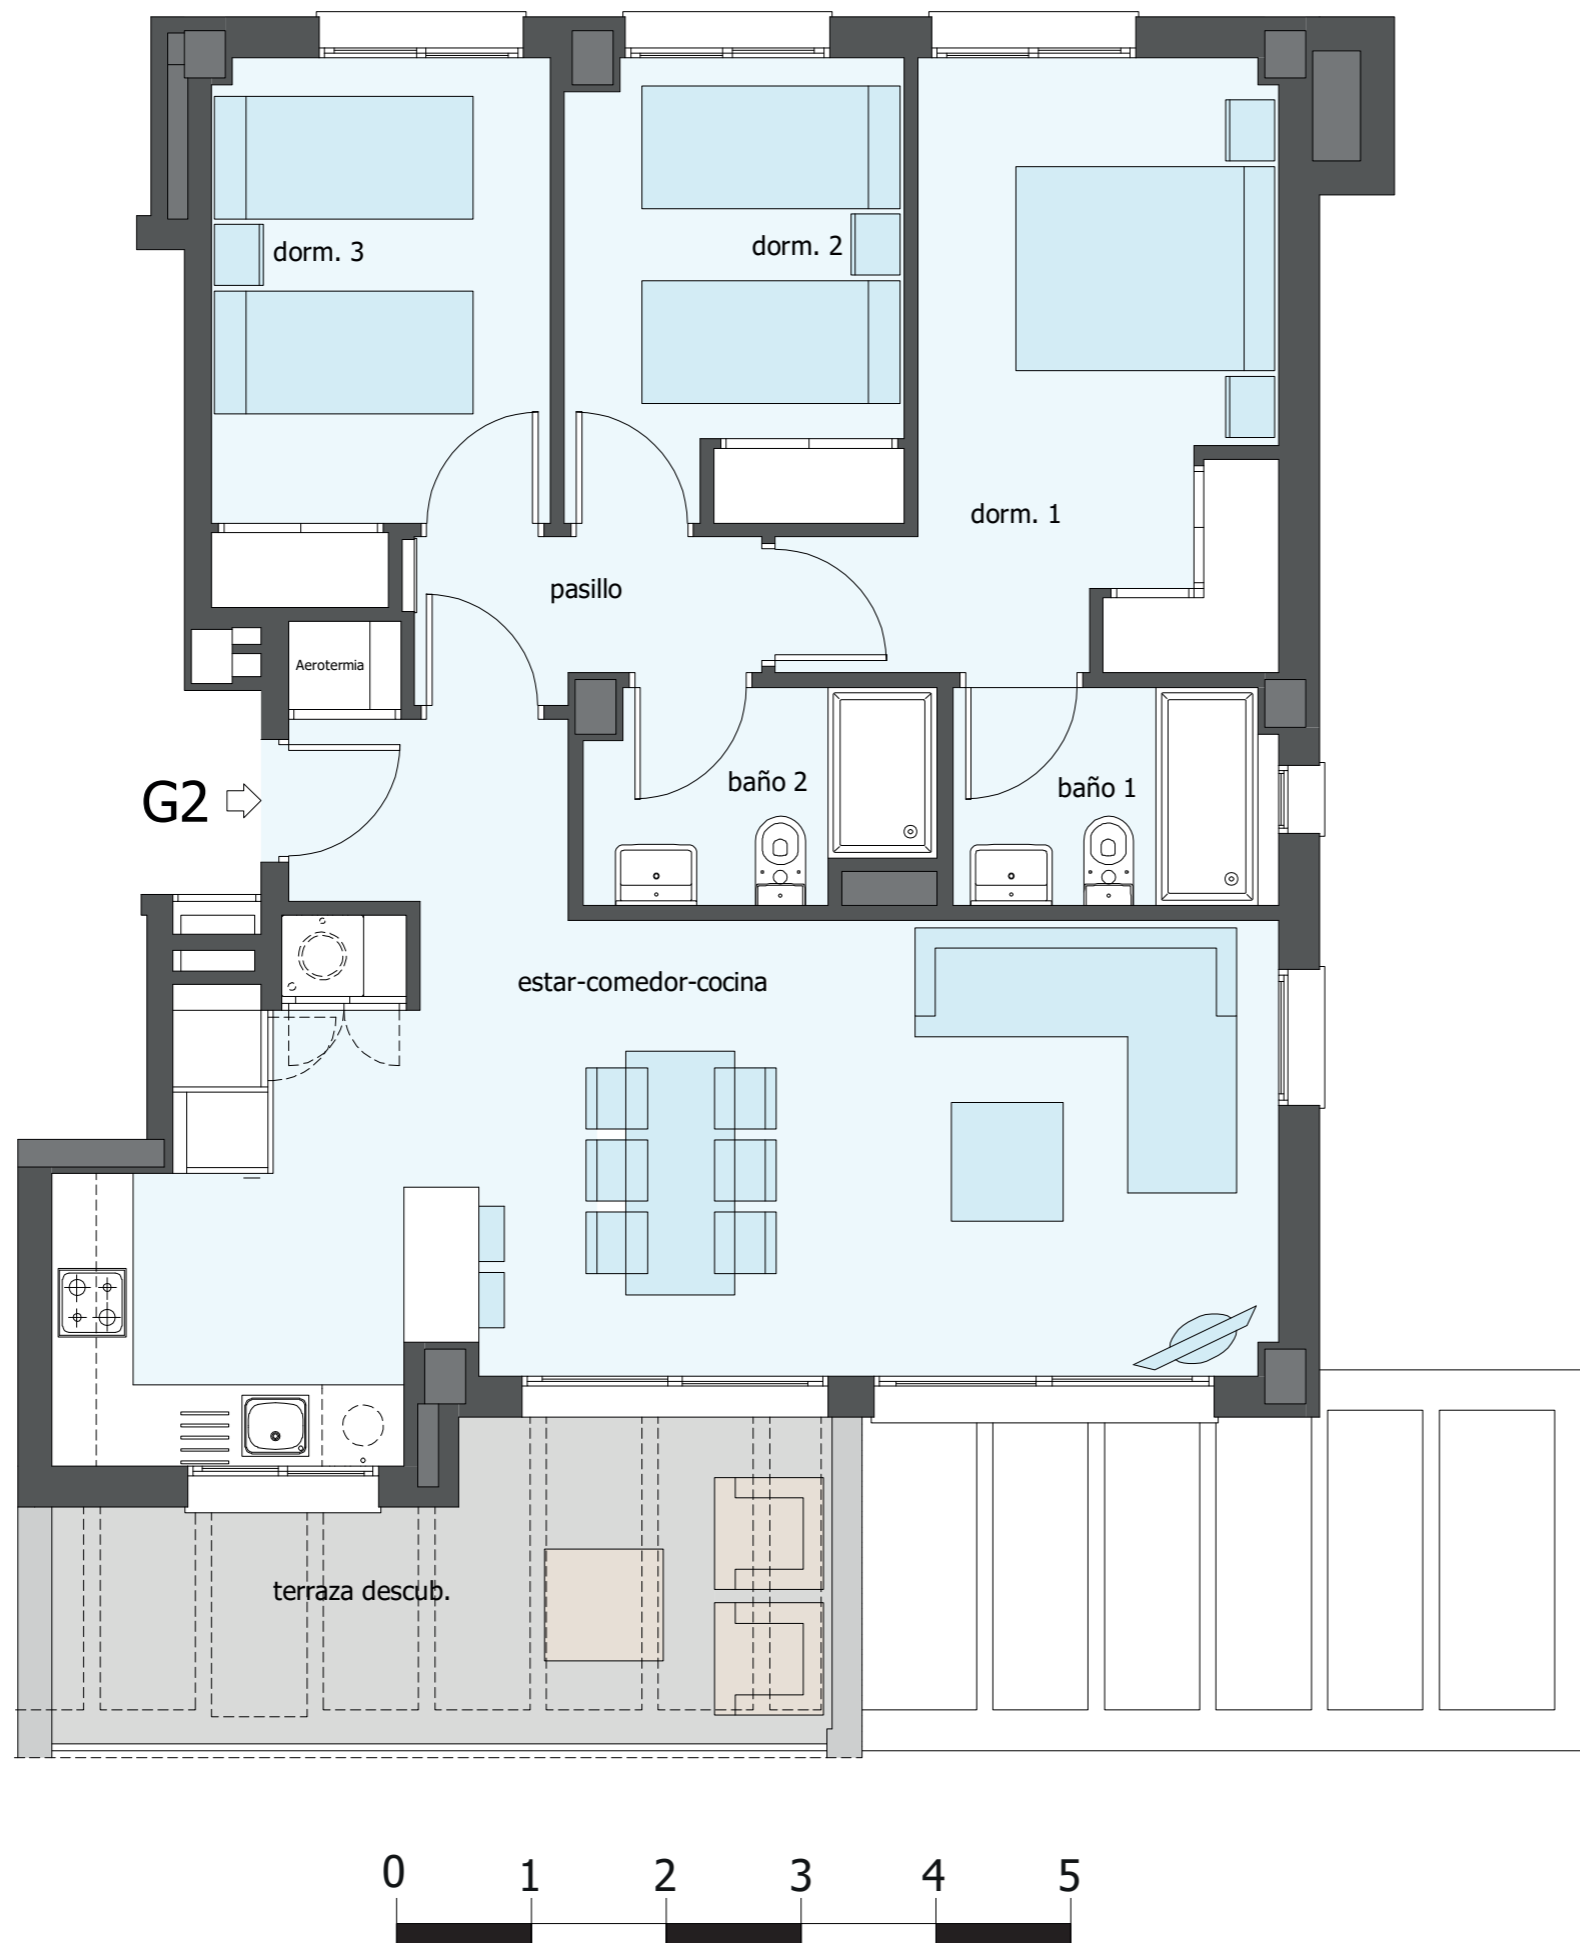 dorm. 3
dorm. 2
dorm. 1
pasillo
Aerotermia
G2
baño 2
baño 1
estar-comedor-cocina
terraza descub.
0 1 2 3 4 5